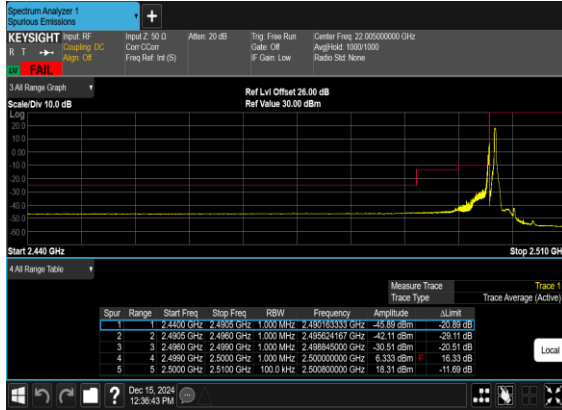 Spectrum Analyzer 1
Spurious Emissions
KEYSIGHT Input: RF Input Z: 50 Ω Atten: 20 dB Trig: Free Run Center Freq: 22.005000000 GHz
R T Coupling: DC Corr CCorr Gate: Off Avg|Hold: 1000/1000
Align: Off Freq Ref: Int (S) IF Gain: Low Radio Std: None
FAIL
3 All Range Graph
Scale/Div 10.0 dB Ref Lvl Offset 26.00 dB
Ref Value 30.00 dBm
Log
20.0
10.0
0.00
-10.0
-20.0
-30.0
-40.0
-50.0
-60.0
Start 2.440 GHz Stop 2.510 GH
4 All Range Table
Measure Trace Trace 1
Trace Type Trace Average (Active)
Spur Range Start Freq Stop Freq RBW Frequency Amplitude ΔLimit
1 1 2.4400 GHz 2.4905 GHz 1.000 MHz 2.490163333 GHz -45.89 dBm -20.89 dB
2 2 2.4905 GHz 2.4960 GHz 1.000 MHz 2.495624167 GHz -42.11 dBm -29.11 dB
3 3 2.4960 GHz 2.4990 GHz 1.000 MHz 2.498845000 GHz -30.51 dBm -20.51 dB
4 4 2.4990 GHz 2.5000 GHz 1.000 MHz 2.500000000 GHz 6.333 dBm F 16.33 dB
5 5 2.5000 GHz 2.5100 GHz 100.0 kHz 2.500800000 GHz 18.31 dBm -11.69 dB
Local
Dec 15, 2024
12:36:43 PM